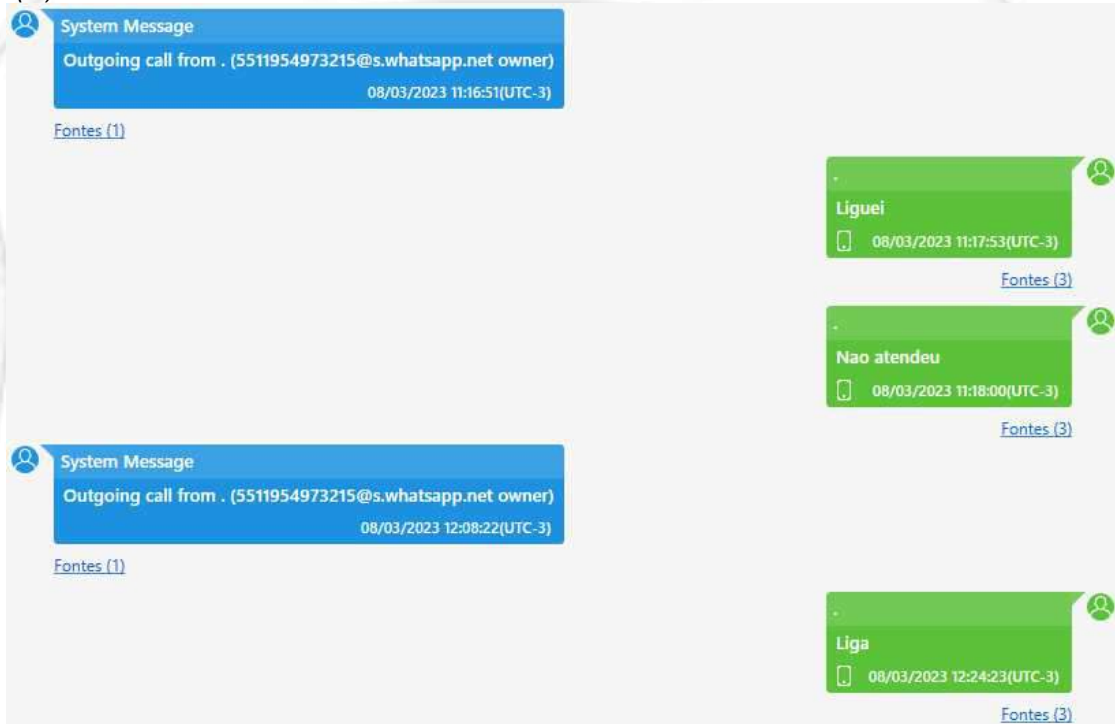 System Message
Outgoing call from . (5511954973215@s.whatsapp.net owner)
08/03/2023 11:16:51(UTC-3)
Fontes (1)
.
Liguei
08/03/2023 11:17:53(UTC-3)
Fontes (3)
.
Nao atendeu
08/03/2023 11:18:00(UTC-3)
Fontes (3)
System Message
Outgoing call from . (5511954973215@s.whatsapp.net owner)
08/03/2023 12:08:22(UTC-3)
Fontes (1)
.
Liga
08/03/2023 12:24:23(UTC-3)
Fontes (3)